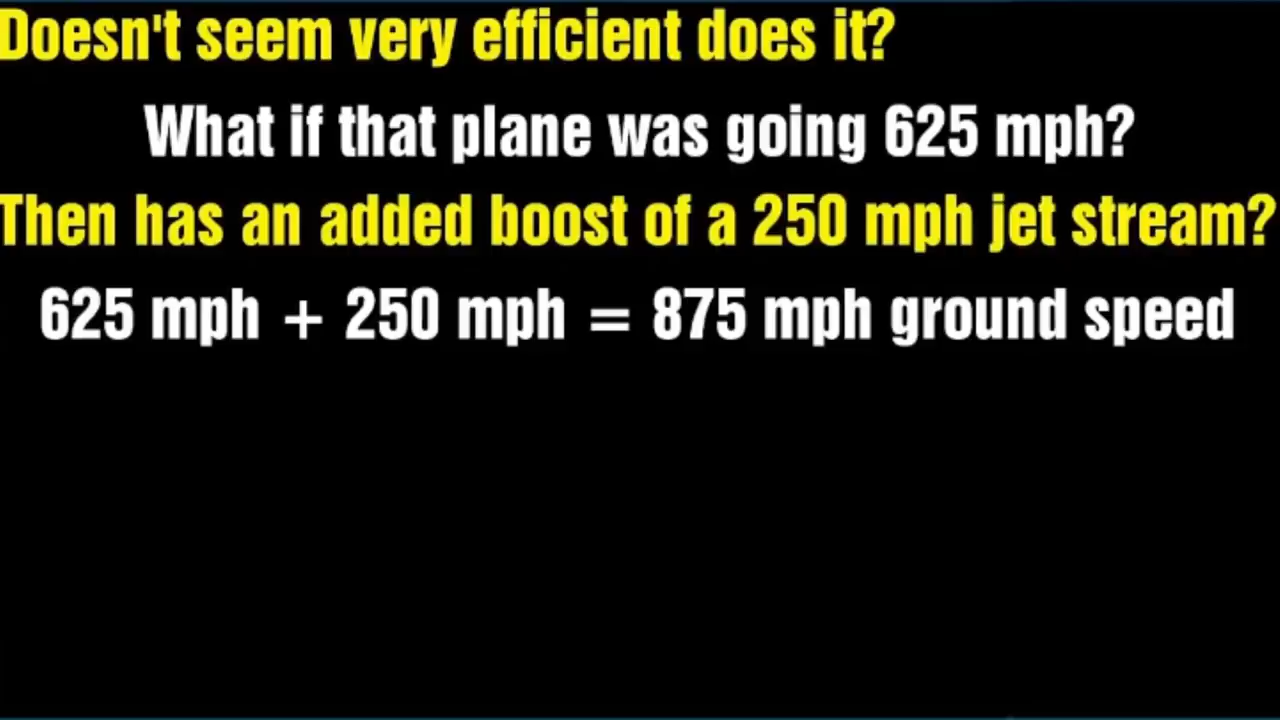 Doesn't seem very efficient does it?
What if that plane was going 625 mph?
Then has an added boost of a 250 mph jet stream?
625 mph + 250 mph = 875 mph ground speed